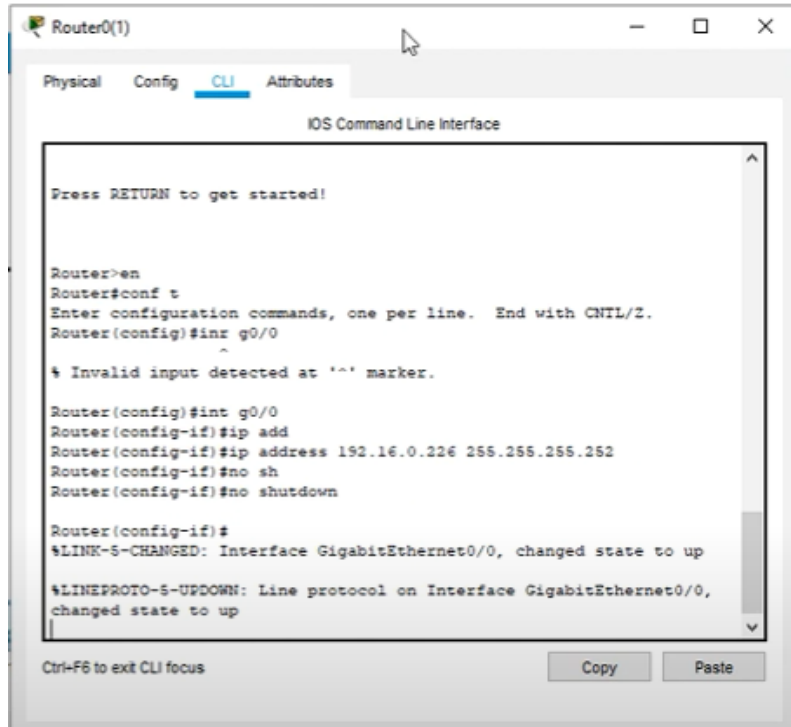 Router0(1)
Physical Config CLI Attributes
IOS Command Line Interface
Press RETURN to get started!
Router>en
Router#conf t
Enter configuration commands, one per line.  End with CNTL/Z.
Router(config)#inr g0/0
^
% Invalid input detected at '^' marker.
Router(config)#int g0/0
Router(config-if)#ip add
Router(config-if)#ip address 192.16.0.226 255.255.255.252
Router(config-if)#no sh
Router(config-if)#no shutdown
Router(config-if)#
%LINK-5-CHANGED: Interface GigabitEthernet0/0, changed state to up
%LINEPROTO-5-UPDOWN: Line protocol on Interface GigabitEthernet0/0,
changed state to up
Ctrl+F6 to exit CLI focus
Copy Paste